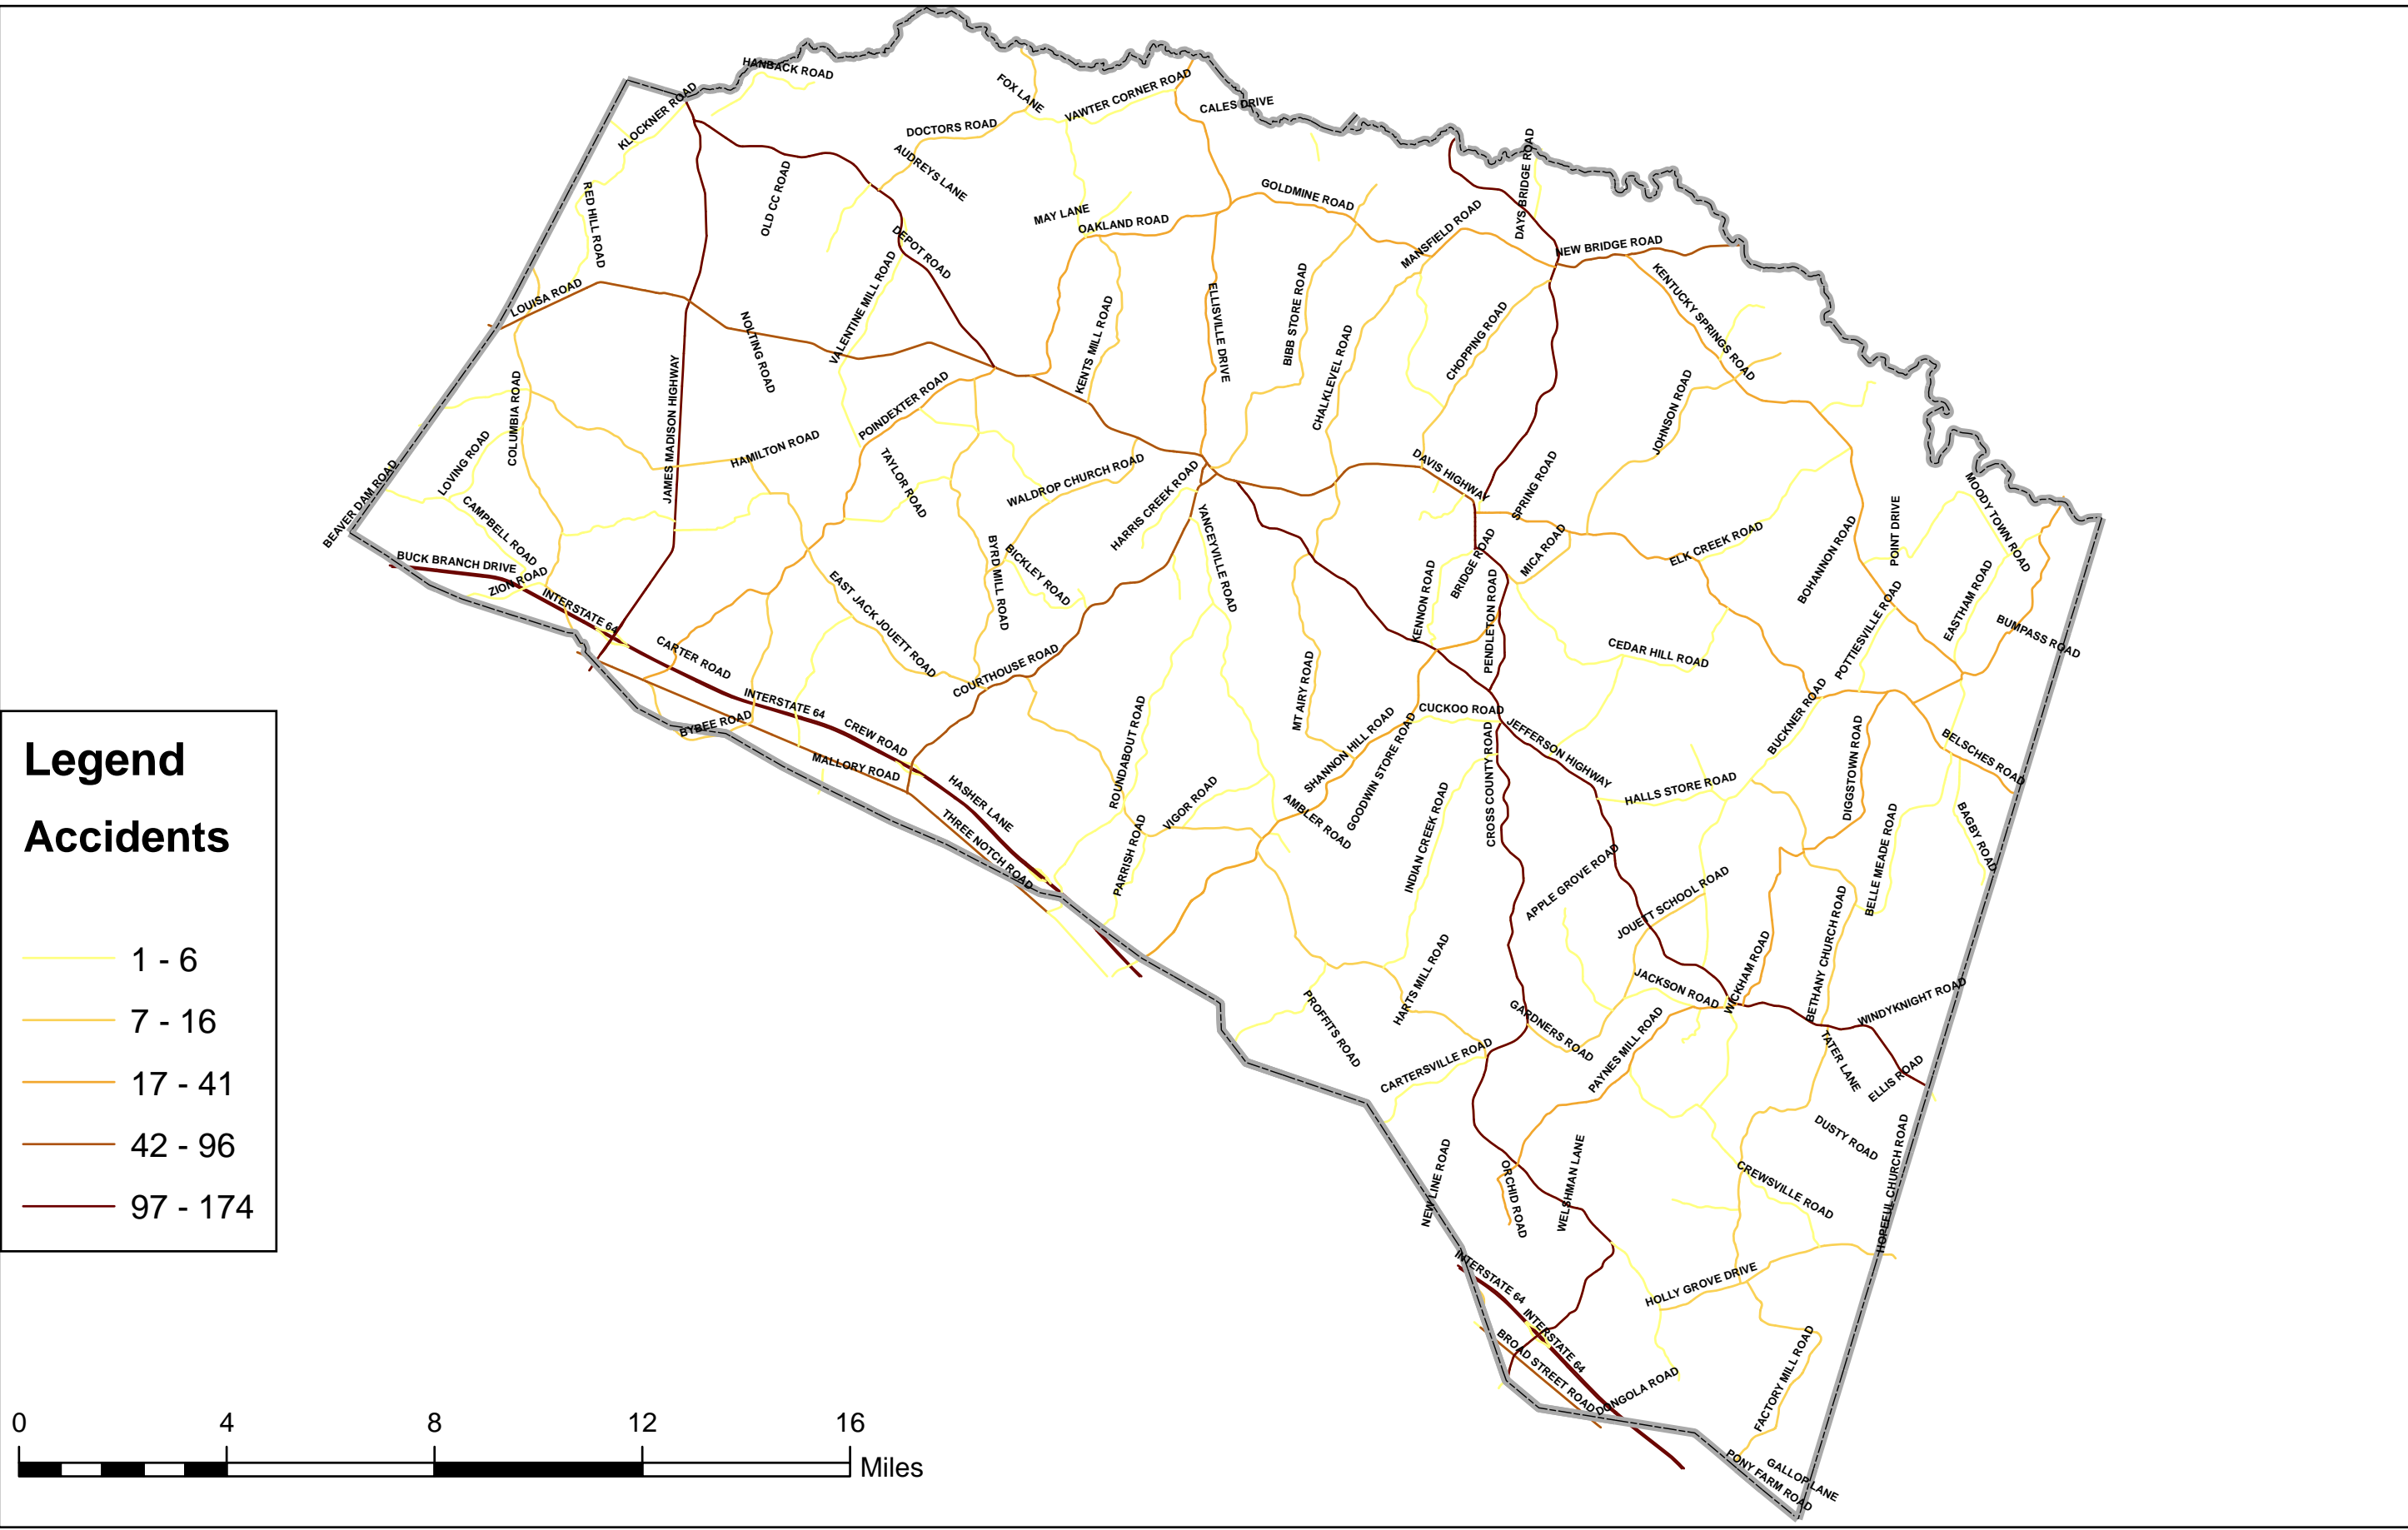 HANBACK ROAD
KLOCKNER ROAD
FOX LANE
VAWTER CORNER ROAD
CALES DRIVE
DOCTORS ROAD
AUDREYS LANE
OLD CC ROAD
RED HILL ROAD
DAYS BRIDGE ROAD
GOLDMINE ROAD
MAY LANE
OAKLAND ROAD
MANSFIELD ROAD
DEPOT ROAD
NEW BRIDGE ROAD
LOUISA ROAD
NOLTING ROAD
VALENTINE MILL ROAD
KENTS MILL ROAD
ELLISVILLE DRIVE
BIBB STORE ROAD
CHALKLEVEL ROAD
CHOPPING ROAD
KENTUCKY SPRINGS ROAD
JAMES MADISON HIGHWAY
COLUMBIA ROAD
POINDEXTER ROAD
JOHNSON ROAD
LOVING ROAD
HAMILTON ROAD
TAYLOR ROAD
WALDROP CHURCH ROAD
HARRIS CREEK ROAD
DAVIS HIGHWAY
SPRING ROAD
BEAVER DAM ROAD
CAMPBELL ROAD
YANCEYVILLE ROAD
MOODY TOWN ROAD
POINT DRIVE
BUCK BRANCH DRIVE
ZION ROAD
INTERSTATE 64
BYRD MILL ROAD
BICKLEY ROAD
BRIDGE ROAD
MICA ROAD
ELK CREEK ROAD
BOHANNON ROAD
EAST JACK JOUETT ROAD
KENNON ROAD
PENDLETON ROAD
POTTIESVILLE ROAD
EASTHAM ROAD
BUMPASS ROAD
CARTER ROAD
COURTHOUSE ROAD
CEDAR HILL ROAD
INTERSTATE 64
MT AIRY ROAD
BYBEE ROAD
CREW ROAD
ROUNDABOUT ROAD
SHANNON HILL ROAD
GOODWIN STORE ROAD
CUCKOO ROAD
JEFFERSON HIGHWAY
BUCKNER ROAD
DIGGSTOWN ROAD
BELSCHES ROAD
MALLORY ROAD
HASHER LANE
VIGOR ROAD
AMBLER ROAD
CROSS COUNTY ROAD
HALLS STORE ROAD
THREE NOTCH ROAD
PARRISH ROAD
INDIAN CREEK ROAD
APPLE GROVE ROAD
JOUETT SCHOOL ROAD
BELLE MEADE ROAD
BAGBY ROAD
Legend
Accidents
1 - 6
7 - 16
17 - 41
42 - 96
97 - 174
HARTS MILL ROAD
PROFFITS ROAD
GARDNERS ROAD
JACKSON ROAD
WICKHAM ROAD
BETHANY CHURCH ROAD
WINDYKNIGHT ROAD
CARTERSVILLE ROAD
PAYNES MILL ROAD
TATER LANE
ELLIS ROAD
NEW LINE ROAD
ORCHID ROAD
WELSHMAN LANE
DUSTY ROAD
CREWSVILLE ROAD
HOPEFUL CHURCH ROAD
INTERSTATE 64
HOLLY GROVE DRIVE
INTERSTATE 64
BROAD STREET ROAD
DONGOLA ROAD
FACTORY MILL ROAD
PONY FARM ROAD
GALLOP LANE
0 4 8 12 16
Miles